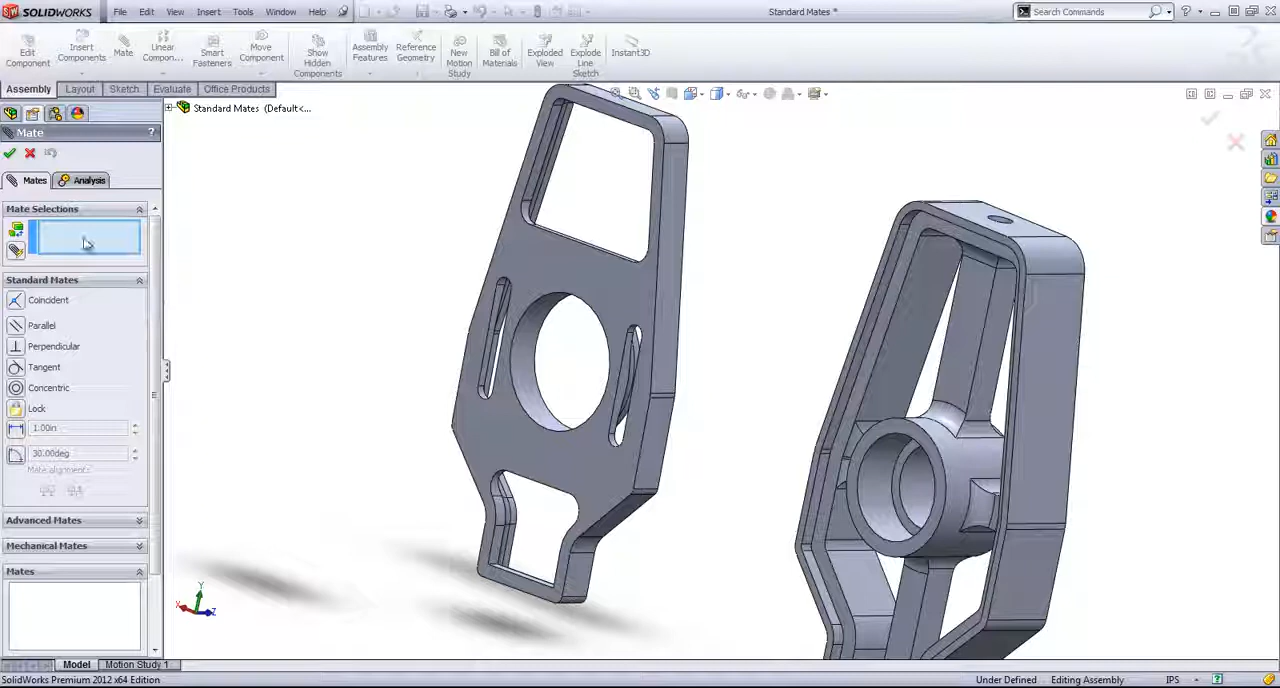 SOLIDWORKS File Edit View Insert Tools Window Help Standard Mates * Search Commands
Edit Component
Insert Components
Mate
Linear Compon...
Smart Fasteners
Move Component
Show Hidden Components
Assembly Features
Reference Geometry
New Motion Study
Bill of Materials
Exploded View
Explode Line Sketch
Instant3D
Assembly Layout Sketch Evaluate Office Products
Standard Mates (Default<...
Mate ?
Mates Analysis
Mate Selections
Standard Mates
Coincident
Parallel
Perpendicular
Tangent
Concentric
Lock
1.00in
30.00deg
Mate alignment:
Advanced Mates
Mechanical Mates
Mates
Y
X
Z
Model Motion Study 1
SolidWorks Premium 2012 x64 Edition Under Defined Editing Assembly IPS